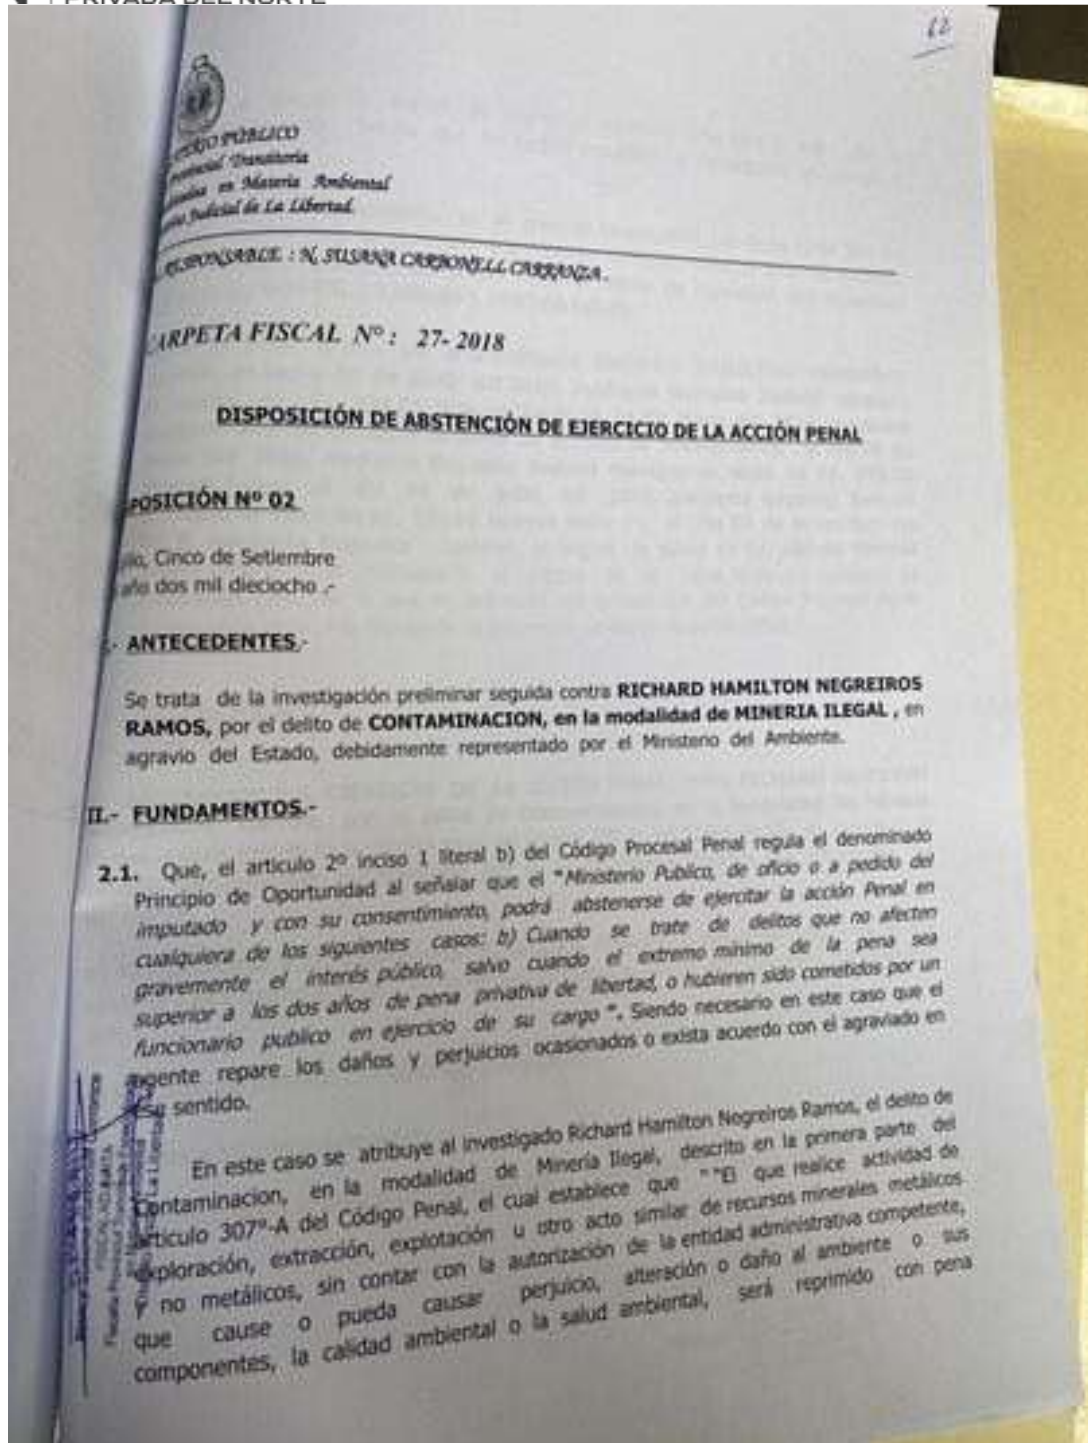 PRIVADA DEL NORTE
62
PÚBLICO
Provincial Transitoria
en Materia Ambiental
Judicial de La Libertad.
RESPONSABLE : N. SUSANA CARBONELL CARRANZA .
CARPETA FISCAL Nº : 27- 2018
DISPOSICIÓN DE ABSTENCIÓN DE EJERCICIO DE LA ACCIÓN PENAL
POSICIÓN Nº 02
Cinco de Setiembre
año dos mil dieciocho .-
.- ANTECEDENTES.-
Se trata de la investigación preliminar seguida contra RICHARD HAMILTON NEGREIROS
RAMOS, por el delito de CONTAMINACION, en la modalidad de MINERIA ILEGAL , en
agravio del Estado, debidamente representado por el Ministerio del Ambiente.
II.- FUNDAMENTOS.-
2.1. Que, el articulo 2º inciso 1 literal b) del Código Procesal Penal regula el denominado
Principio de Oportunidad al señalar que el "Ministerio Publico, de oficio o a pedido del
imputado y con su consentimiento, podrá abstenerse de ejercitar la acción Penal en
cualquiera de los siguientes casos: b) Cuando se trate de delitos que no afecten
gravemente el interés público, salvo cuando el extremo mínimo de la pena sea
superior a los dos años de pena privativa de libertad, o hubieren sido cometidos por un
funcionario publico en ejercicio de su cargo ". Siendo necesario en este caso que el
agente repare los daños y perjuicios ocasionados o exista acuerdo con el agraviado en
ese sentido.
En este caso se atribuye al investigado Richard Hamilton Negreiros Ramos, el delito de
Contaminacion, en la modalidad de Minería Ilegal, descrito en la primera parte del
artículo 307º-A del Código Penal, el cual establece que " "El que realice actividad de
exploración, extracción, explotación u otro acto similar de recursos minerales metálicos
y no metálicos, sin contar con la autorización de la entidad administrativa competente,
que cause o pueda causar perjuicio, alteración o daño al ambiente o sus
componentes, la calidad ambiental o la salud ambiental, será reprimido con pena
FISCAL ADJUNTA